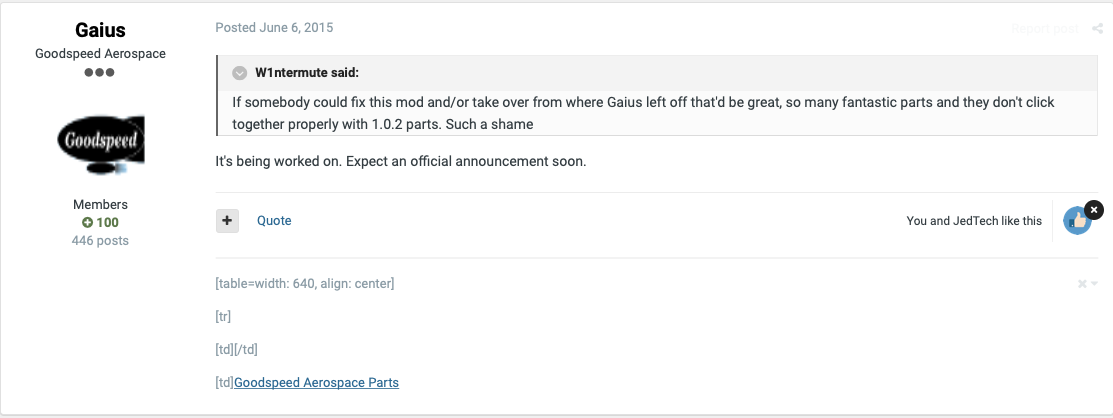 Gaius
Goodspeed Aerospace
Goodspeed
Members
100
446 posts
Posted June 6, 2015
Report post
W1ntermute said:
If somebody could fix this mod and/or take over from where Gaius left off that'd be great, so many fantastic parts and they don't click
together properly with 1.0.2 parts. Such a shame
It's being worked on. Expect an official announcement soon.
+ Quote
You and JedTech like this
[table=width: 640, align: center]
[tr]
[td][/td]
[td]Goodspeed Aerospace Parts